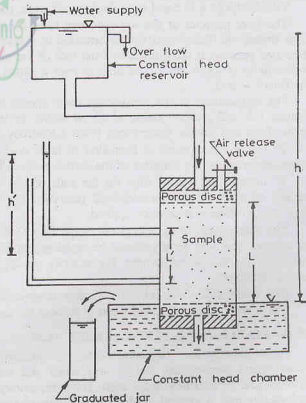 Water supply
Over flow
Constant head
reservoir
Air release
valve
h
Porous disc
h'
Sample
L'
L
Porous disc
Constant head chamber
Graduated jar